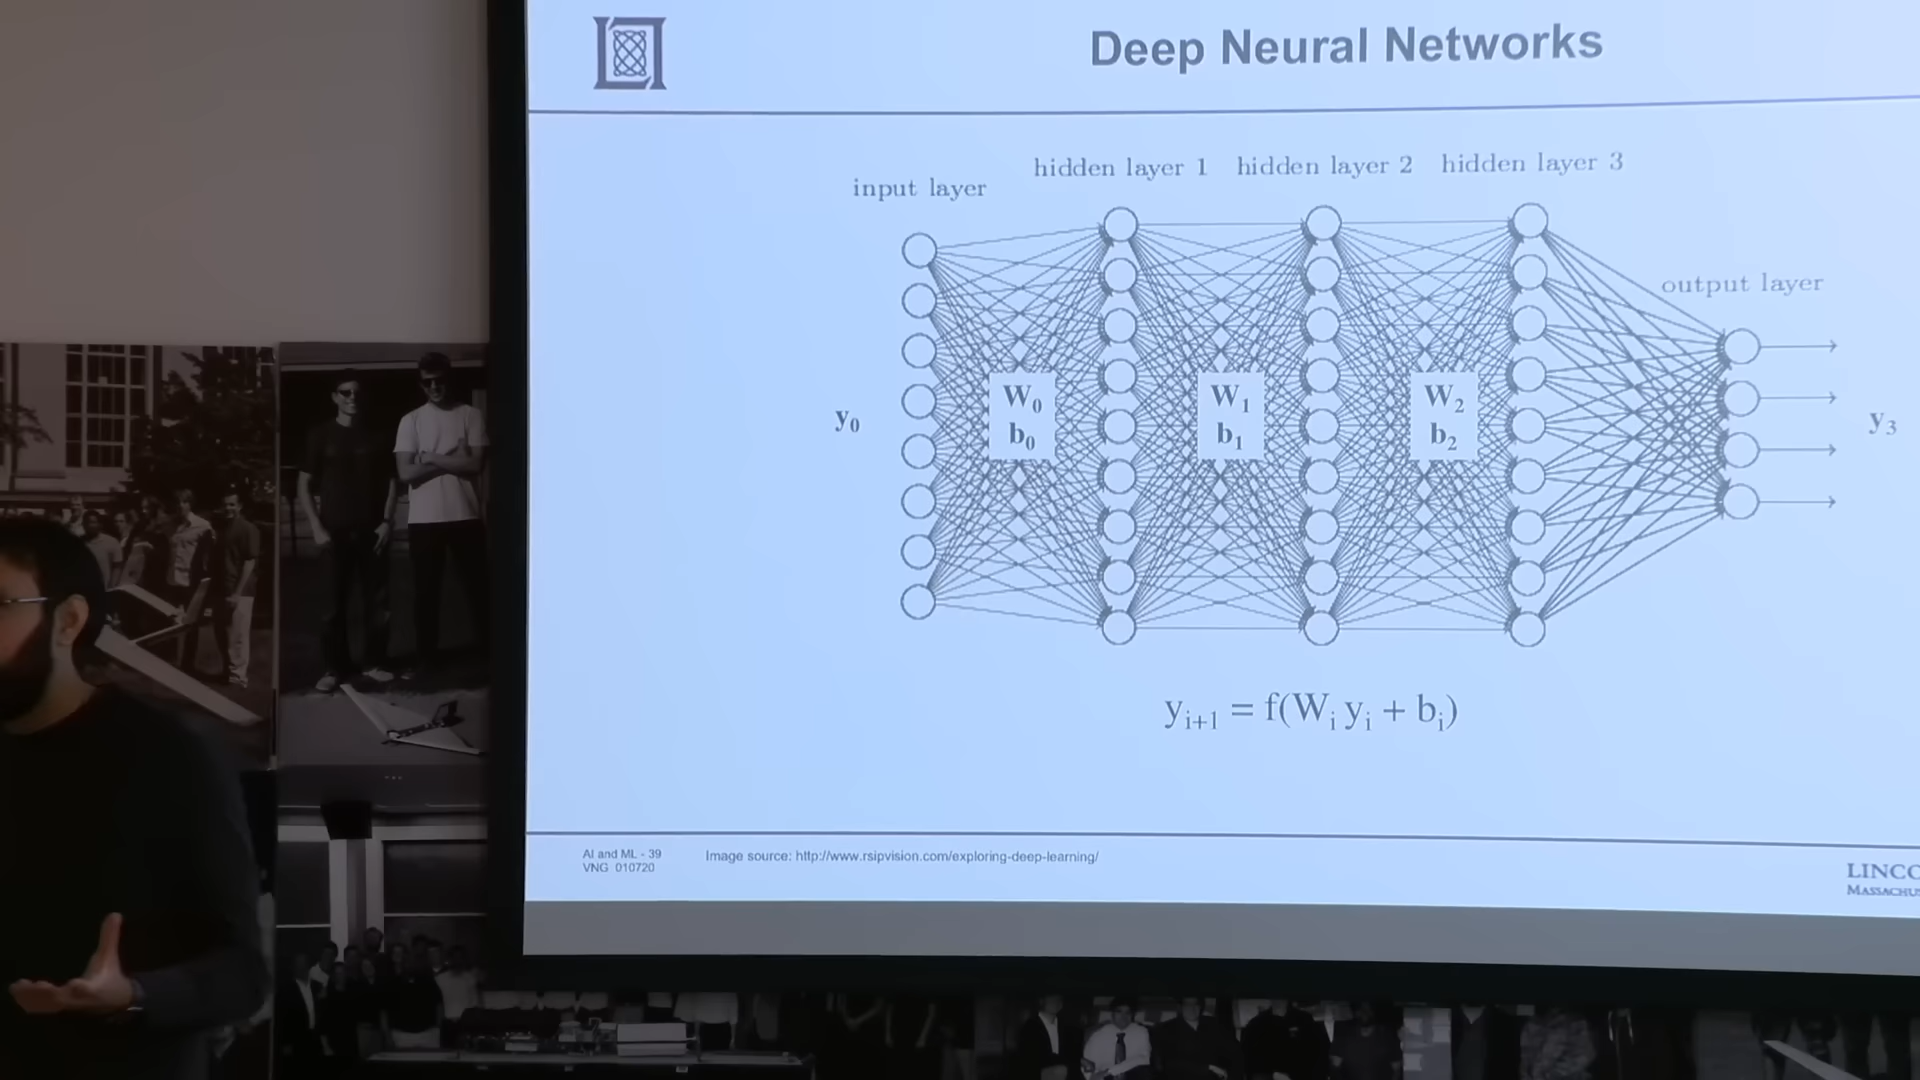 Deep Neural Networks
hidden layer 1 hidden layer 2 hidden layer 3
input layer
output layer
y₀
W₀
b₀
W₁
b₁
W₂
b₂
y₃
yᵢ₊₁ = f(Wᵢ yᵢ + bᵢ)
AI and ML - 39
VNG 010720
Image source: http://www.rsipvision.com/exploring-deep-learning/
LINCO
MASSACHU